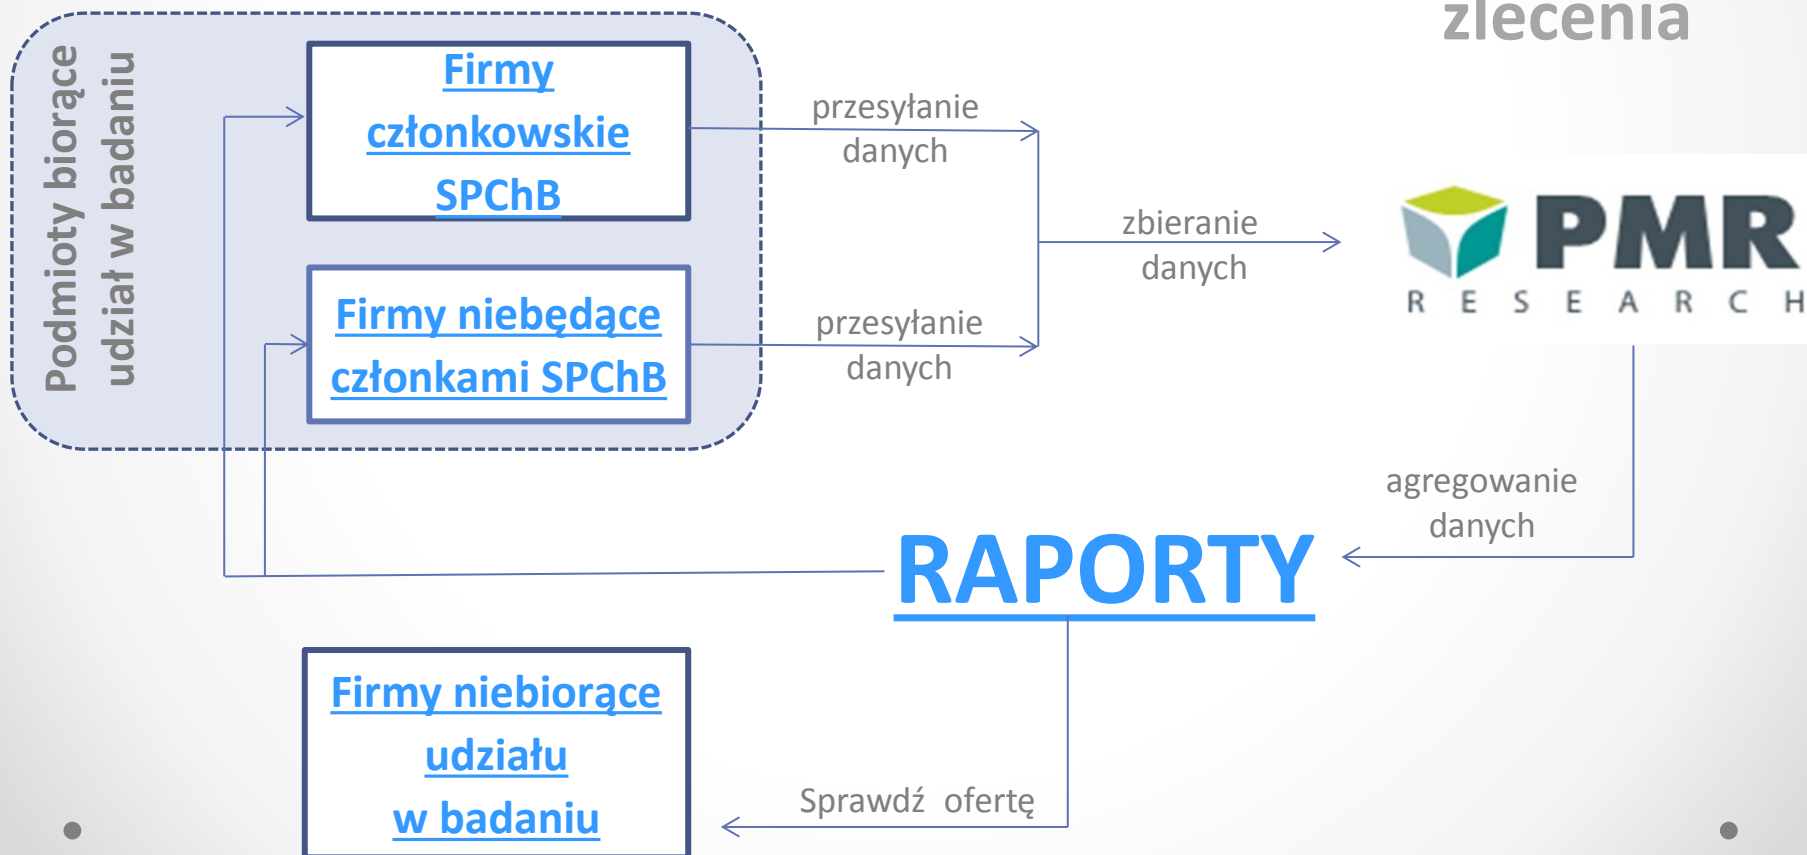 zlecenia
Podmioty biorące
udział w badaniu
Firmy
członkowskie
SPChB
przesyłanie
danych
Firmy niebędące
członkami SPChB
przesyłanie
danych
zbieranie
danych
PMR
RESEARCH
agregowanie
danych
RAPORTY
Firmy niebiorące
udziału
w badaniu
Sprawdź ofertę